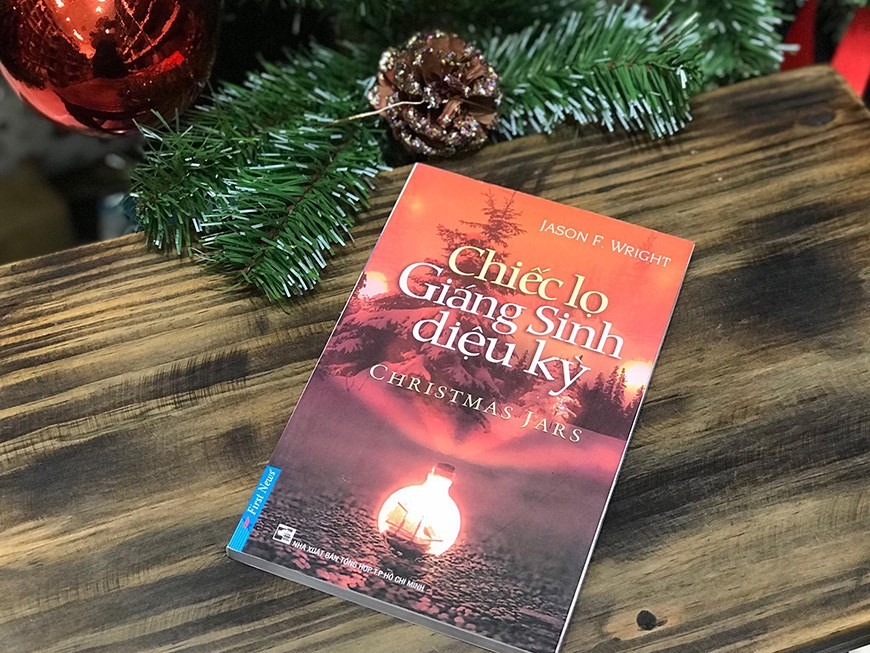 JASON F. WRIGHT
Chiếc lọ
Giáng Sinh
diệu kỳ
CHRISTMAS JARS
First News
NHÀ XUẤT BẢN TỔNG HỢP TP HỒ CHÍ MINH